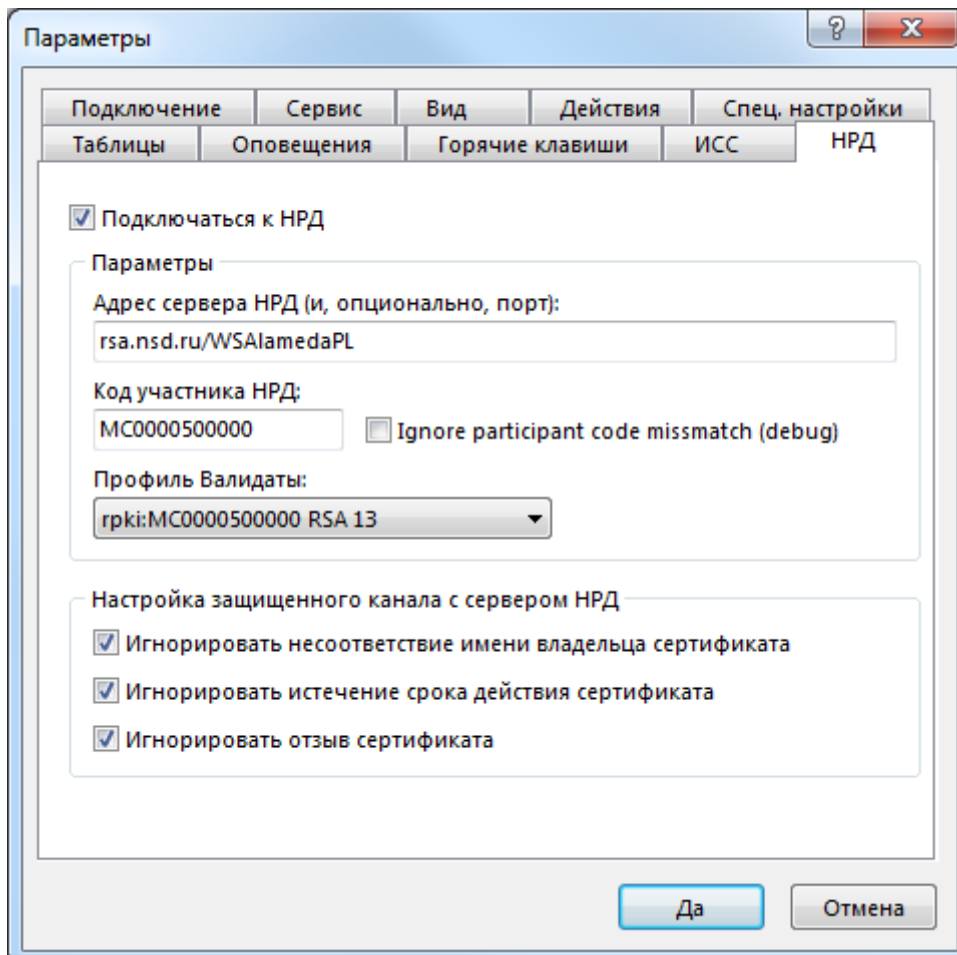 Параметры
Подключение Сервис Вид Действия Спец. настройки
Таблицы Оповещения Горячие клавиши ИСС НРД
Подключаться к НРД
Параметры
Адрес сервера НРД (и, опционально, порт):
rsa.nsd.ru/WSAlamedaPL
Код участника НРД:
MC0000500000 Ignore participant code missmatch (debug)
Профиль Валидаты:
rpki:MC0000500000 RSA 13
Настройка защищенного канала с сервером НРД
Игнорировать несоответствие имени владельца сертификата
Игнорировать истечение срока действия сертификата
Игнорировать отзыв сертификата
Да Отмена